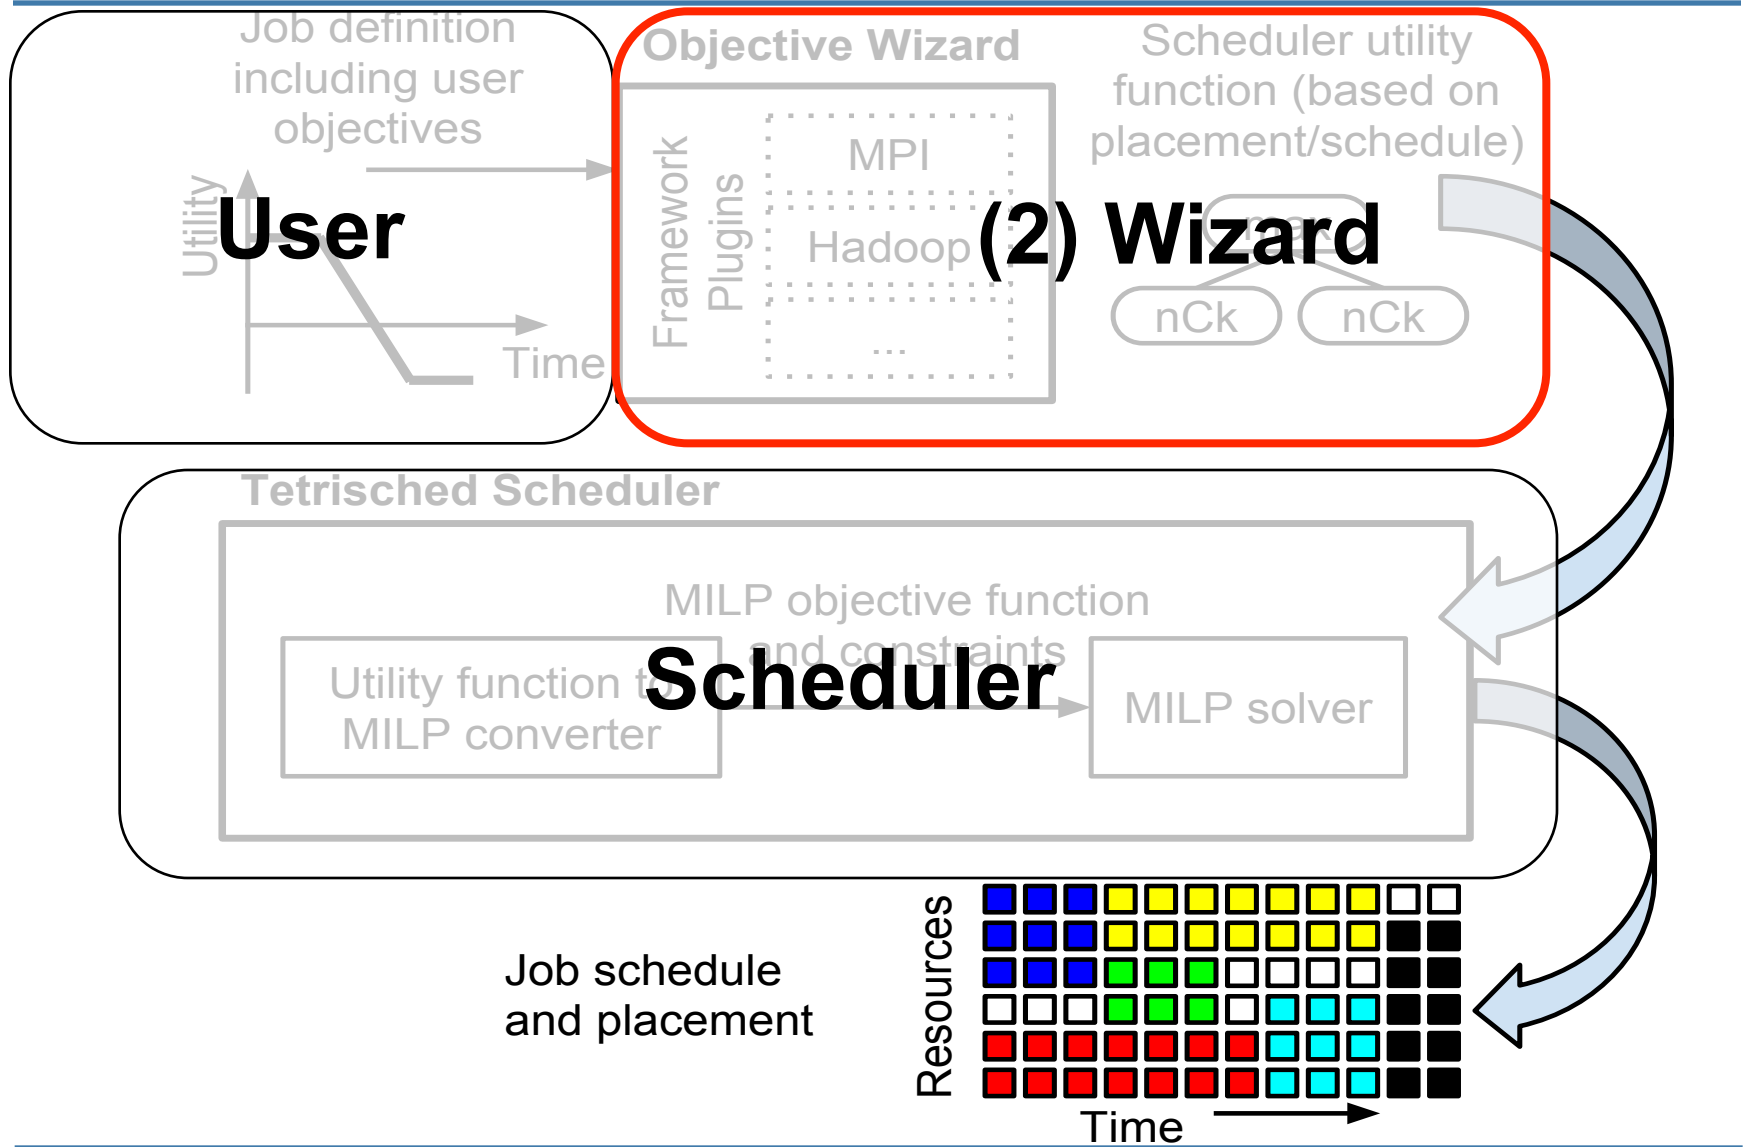 Job definition
including user
objectives
Utility
Time
User
Objective Wizard
Framework
Plugins
MPI
Hadoop
...
Scheduler utility
function (based on
placement/schedule)
max
nCk
nCk
(2) Wizard
Tetrisched Scheduler
MILP objective function
and constraints
Utility function to
MILP converter
MILP solver
Scheduler
Job schedule
and placement
Resources
Time